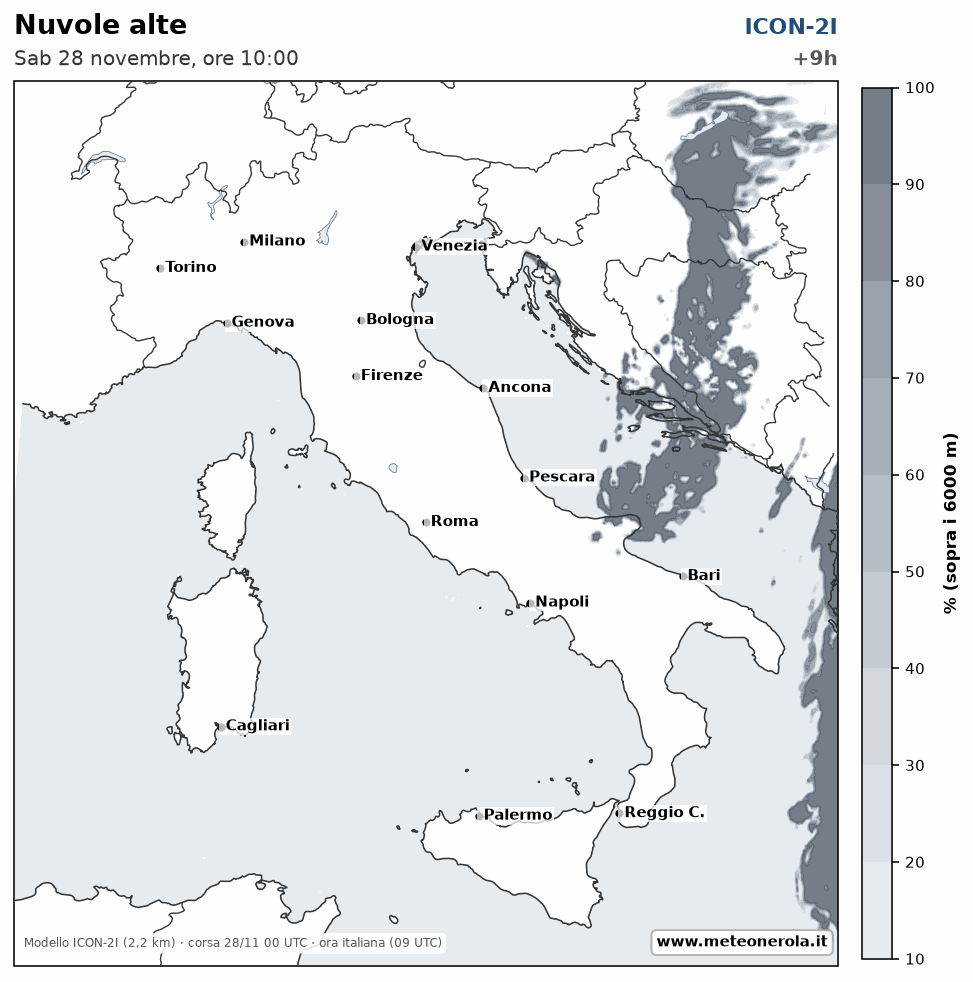 Nuvole alte
ICON-2I
Sab 28 novembre, ore 10:00
+9h
100
90
80
70
60
50
40
30
20
10
% (sopra i 6000 m)
Milano
Venezia
Torino
Genova
Bologna
Firenze
Ancona
Pescara
Roma
Bari
Napoli
Cagliari
Palermo
Reggio C.
Modello ICON-2I (2,2 km) · corsa 28/11 00 UTC · ora italiana (09 UTC)
www.meteonerola.it